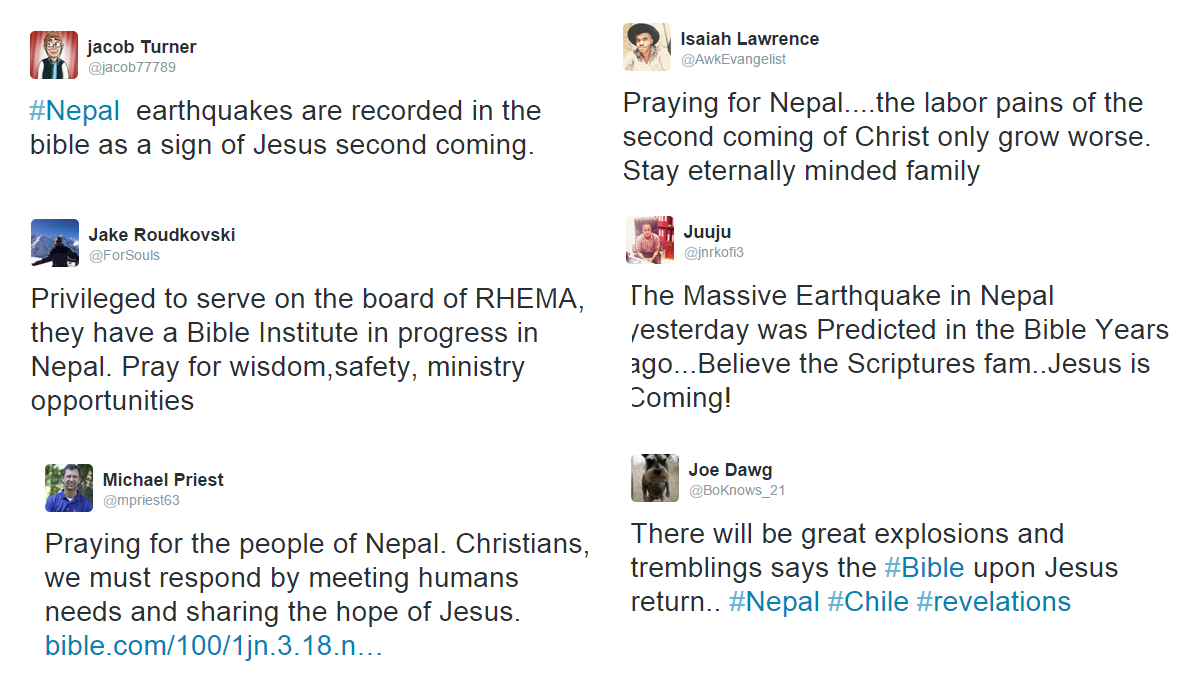 jacob Turner
@jacob77789
#Nepal earthquakes are recorded in the
bible as a sign of Jesus second coming.
Isaiah Lawrence
@AwkEvangelist
Praying for Nepal....the labor pains of the
second coming of Christ only grow worse.
Stay eternally minded family
Jake Roudkovski
@ForSouls
Privileged to serve on the board of RHEMA,
they have a Bible Institute in progress in
Nepal. Pray for wisdom,safety, ministry
opportunities
Juuju
@jnrkofi3
The Massive Earthquake in Nepal
yesterday was Predicted in the Bible Years
ago...Believe the Scriptures fam..Jesus is
Coming!
Michael Priest
@mpriest63
Praying for the people of Nepal. Christians,
we must respond by meeting humans
needs and sharing the hope of Jesus.
bible.com/100/1jn.3.18.n…
Joe Dawg
@BoKnows_21
There will be great explosions and
tremblings says the #Bible upon Jesus
return.. #Nepal #Chile #revelations